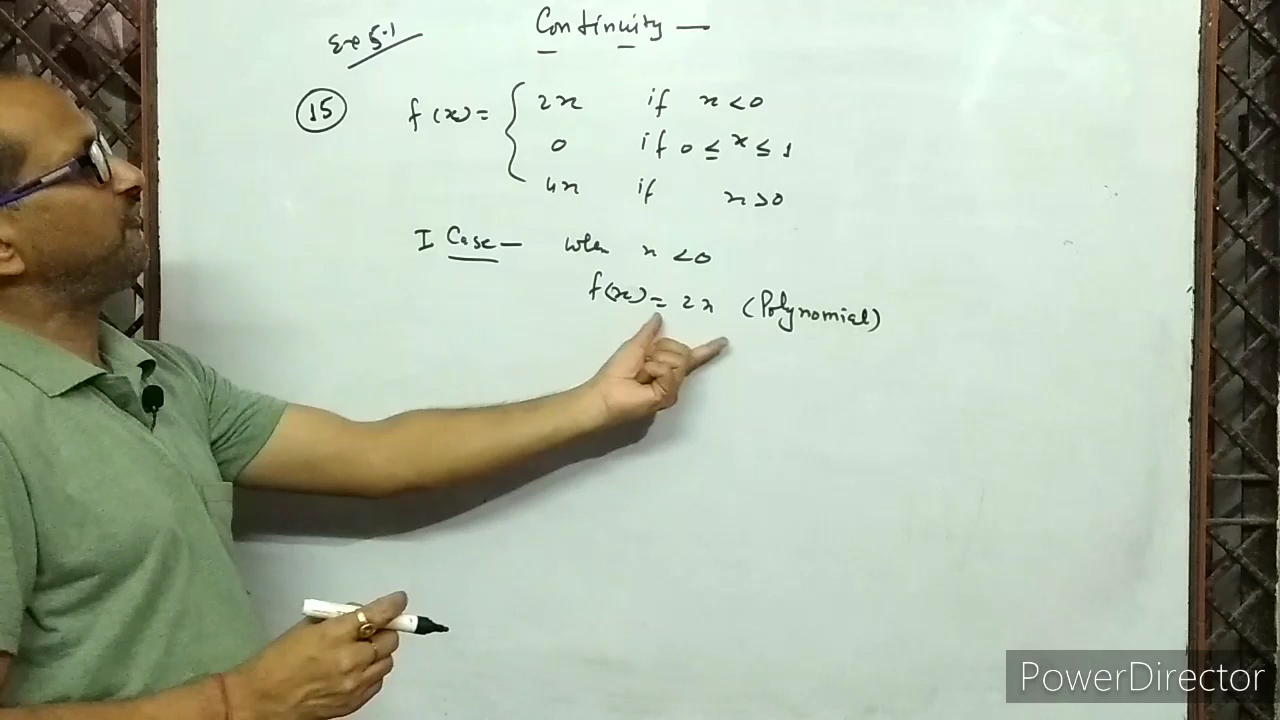 Exe 5.1
Continuity —
15 f(x) = { 2x if x < 0
0 if 0 ≤ x ≤ 1
4x if x > 0
I Case — when x < 0
f(x) = 2x (Polynomial)
PowerDirector